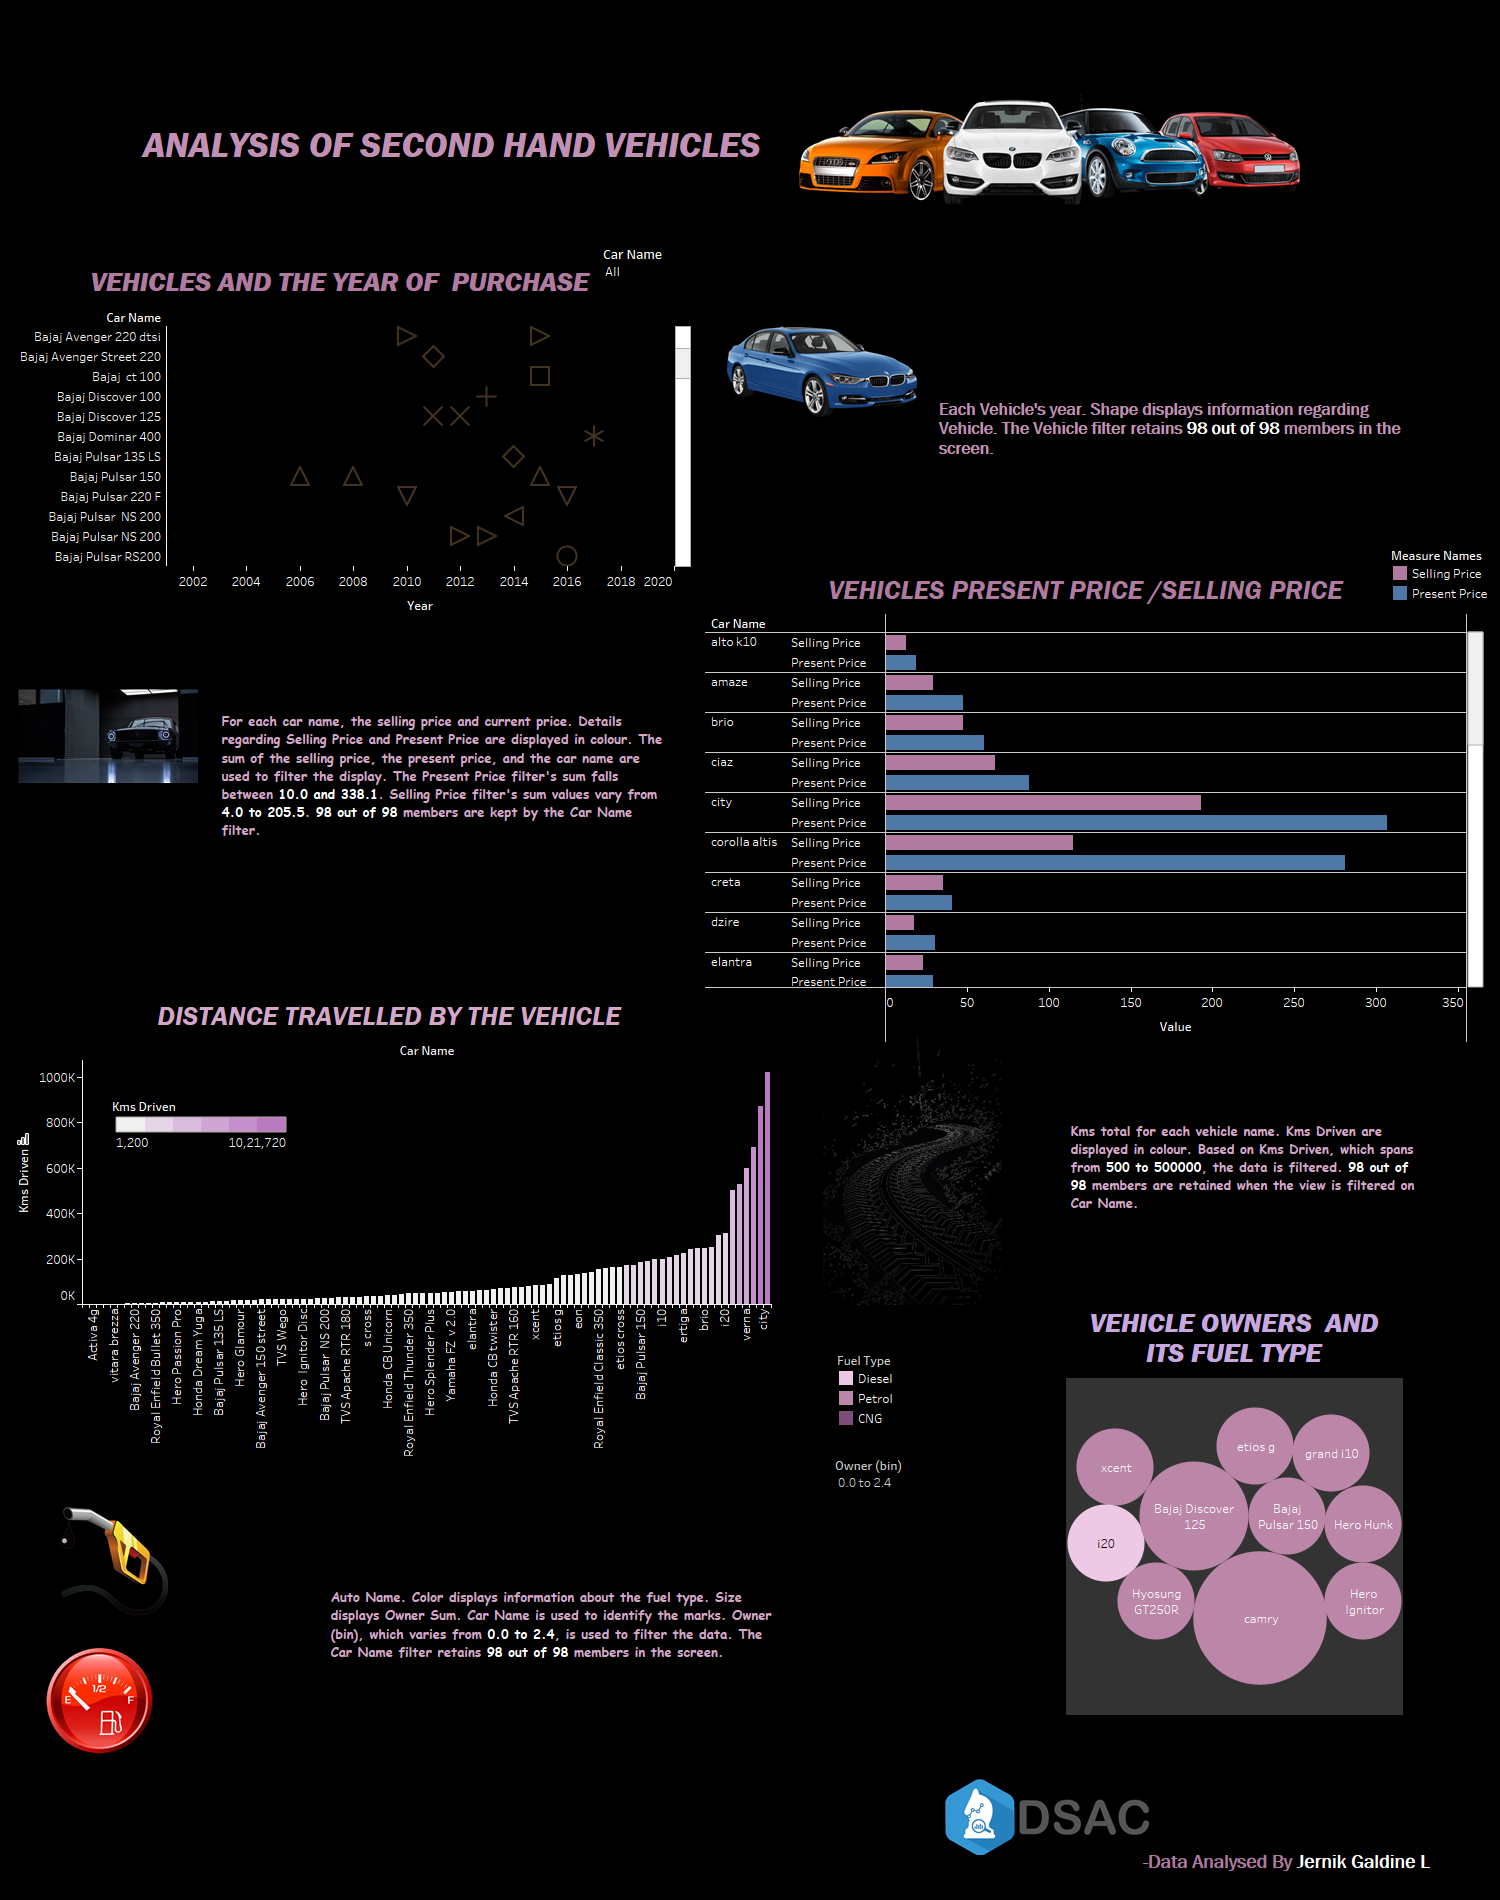 ANALYSIS OF SECOND HAND VEHICLES
Car Name
All
VEHICLES AND THE YEAR OF PURCHASE
Car Name
Bajaj Avenger 220 dtsi
Bajaj Avenger Street 220
Bajaj ct 100
Bajaj Discover 100
Bajaj Discover 125
Bajaj Dominar 400
Bajaj Pulsar 135 LS
Bajaj Pulsar 150
Bajaj Pulsar 220 F
Bajaj Pulsar NS 200
Bajaj Pulsar NS 200
Bajaj Pulsar RS200
2002 2004 2006 2008 2010 2012 2014 2016 2018 2020
Year
Each Vehicle's year. Shape displays information regarding
Vehicle. The Vehicle filter retains 98 out of 98 members in the
screen.
Measure Names
Selling Price
Present Price
VEHICLES PRESENT PRICE /SELLING PRICE
Car Name
alto k10 Selling Price
Present Price
amaze Selling Price
Present Price
brio Selling Price
Present Price
ciaz Selling Price
Present Price
city Selling Price
Present Price
corolla altis Selling Price
Present Price
creta Selling Price
Present Price
dzire Selling Price
Present Price
elantra Selling Price
Present Price
0 50 100 150 200 250 300 350
Value
For each car name, the selling price and current price. Details
regarding Selling Price and Present Price are displayed in colour. The
sum of the selling price, the present price, and the car name are
used to filter the display. The Present Price filter's sum falls
between 10.0 and 338.1. Selling Price filter's sum values vary from
4.0 to 205.5. 98 out of 98 members are kept by the Car Name
filter.
DISTANCE TRAVELLED BY THE VEHICLE
Car Name
Kms Driven
1,200 10,21,720
Kms Driven
1000K
800K
600K
400K
200K
0K
Activa 4g
vitara brezza
Bajaj Avenger 220
Royal Enfield Bullet 350
Hero Passion Pro
Honda Dream Yuga
Bajaj Pulsar 135 LS
Hero Glamour
Bajaj Avenger 150 street
TVS Wego
Hero Ignitor Disc
Bajaj Pulsar NS 200
TVS Apache RTR 180
s cross
Honda CB Unicorn
Royal Enfield Thunder 350
Hero Splender Plus
Yamaha FZ v 2.0
elantra
Honda CB twister
TVS Apache RTR 160
xcent
etios g
eon
Royal Enfield Classic 350
etios cross
Bajaj Pulsar 150
i10
ertiga
brio
i20
verna
city
Kms total for each vehicle name. Kms Driven are
displayed in colour. Based on Kms Driven, which spans
from 500 to 500000, the data is filtered. 98 out of
98 members are retained when the view is filtered on
Car Name.
VEHICLE OWNERS AND
ITS FUEL TYPE
Fuel Type
Diesel
Petrol
CNG
Owner (bin)
0.0 to 2.4
etios g
grand i10
xcent
Bajaj Discover
125
Bajaj
Pulsar 150
Hero Hunk
i20
Hyosung
GT250R
camry
Hero
Ignitor
Auto Name. Color displays information about the fuel type. Size
displays Owner Sum. Car Name is used to identify the marks. Owner
(bin), which varies from 0.0 to 2.4, is used to filter the data. The
Car Name filter retains 98 out of 98 members in the screen.
1/2
E F
DSAC
-Data Analysed By Jernik Galdine L